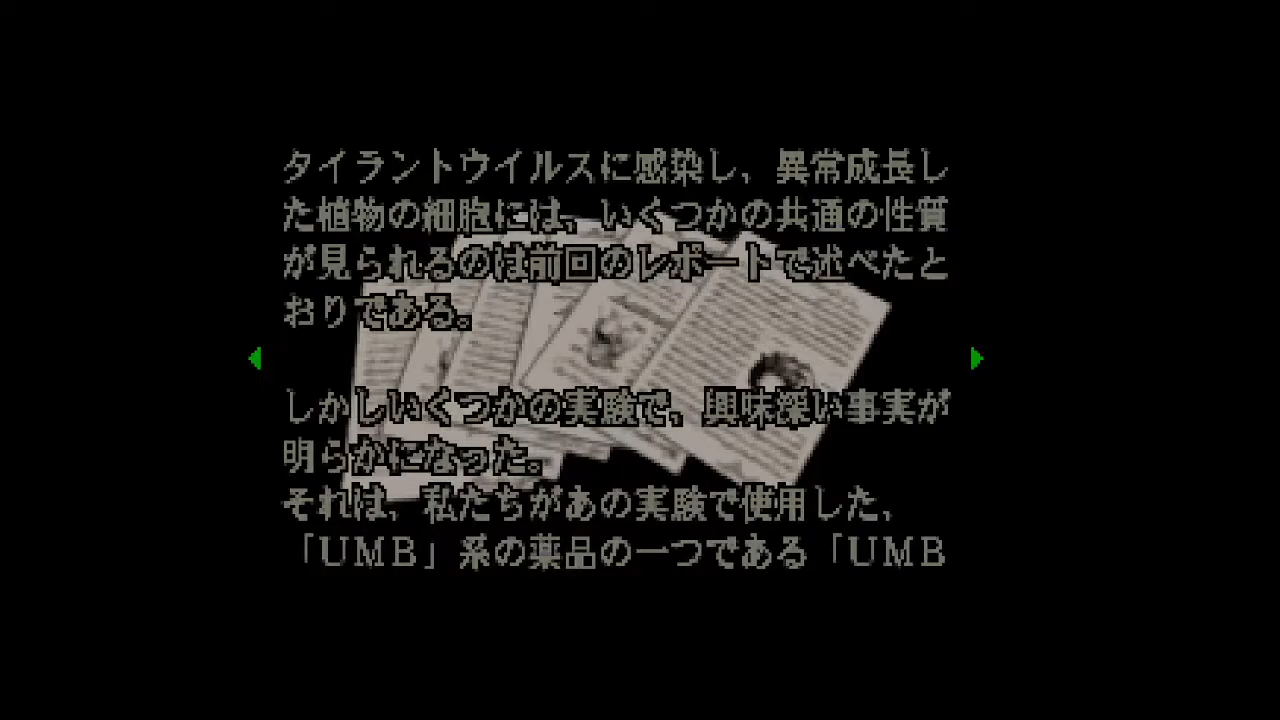 タイラントウイルスに感染し、異常成長し
た植物の細胞には、いくつかの共通の性質
が見られるのは前回のレポートで述べたと
おりである。
しかしいくつかの実験で、興味深い事実が
明らかになった。
それは、私たちがあの実験で使用した、
「ＵＭＢ」系の薬品の一つである「ＵＭＢ